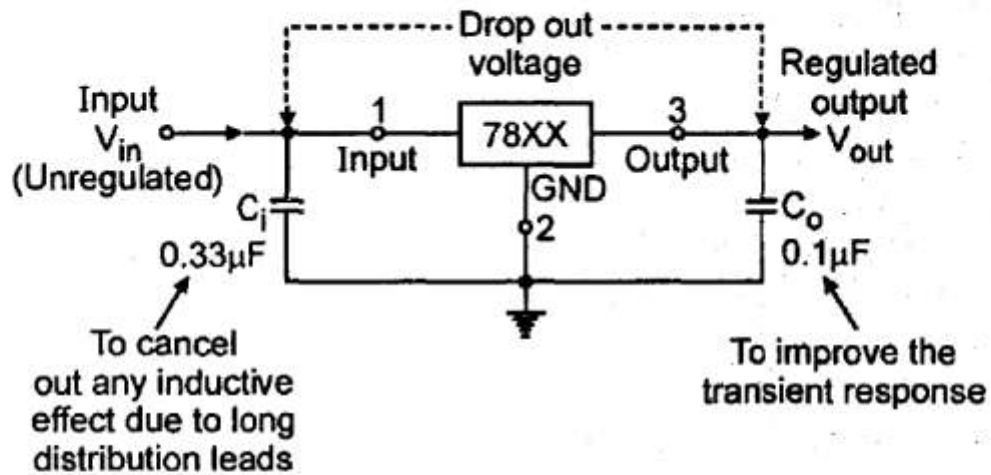 Drop out
voltage
Input
V_in
(Unregulated)
1
Input
78XX
GND
2
3
Output
Regulated
output
V_out
C_i
0.33µF
C_o
0.1µF
To cancel
out any inductive
effect due to long
distribution leads
To improve the
transient response